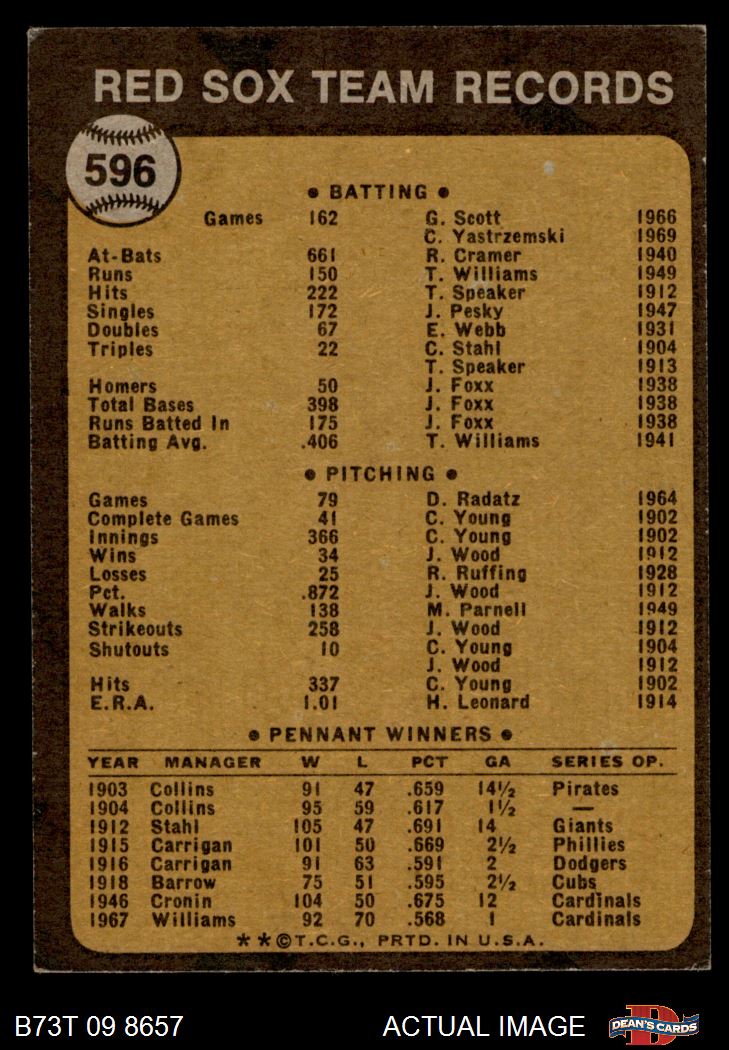 RED SOX TEAM RECORDS
596
• BATTING •
Games 162 G. Scott 1966
C. Yastrzemski 1969
At-Bats 661 R. Cramer 1940
Runs 150 T. Williams 1949
Hits 222 T. Speaker 1912
Singles 172 J. Pesky 1947
Doubles 67 E. Webb 1931
Triples 22 C. Stahl 1904
T. Speaker 1913
Homers 50 J. Foxx 1938
Total Bases 398 J. Foxx 1938
Runs Batted In 175 J. Foxx 1938
Batting Avg. .406 T. Williams 1941
• PITCHING •
Games 79 D. Radatz 1964
Complete Games 41 C. Young 1902
Innings 366 C. Young 1902
Wins 34 J. Wood 1912
Losses 25 R. Ruffing 1928
Pct. .872 J. Wood 1912
Walks 138 M. Parnell 1949
Strikeouts 258 J. Wood 1912
Shutouts 10 C. Young 1904
J. Wood 1912
Hits 337 C. Young 1902
E.R.A. 1.01 H. Leonard 1914
• PENNANT WINNERS •
YEAR MANAGER W L PCT GA SERIES OP.
1903 Collins 91 47 .659 14½ Pirates
1904 Collins 95 59 .617 1½ —
1912 Stahl 105 47 .691 14 Giants
1915 Carrigan 101 50 .669 2½ Phillies
1916 Carrigan 91 63 .591 2 Dodgers
1918 Barrow 75 51 .595 2½ Cubs
1946 Cronin 104 50 .675 12 Cardinals
1967 Williams 92 70 .568 1 Cardinals
* * © T.C.G., PRTD. IN U.S.A.
B73T 09 8657 ACTUAL IMAGE D DEAN'S CARDS